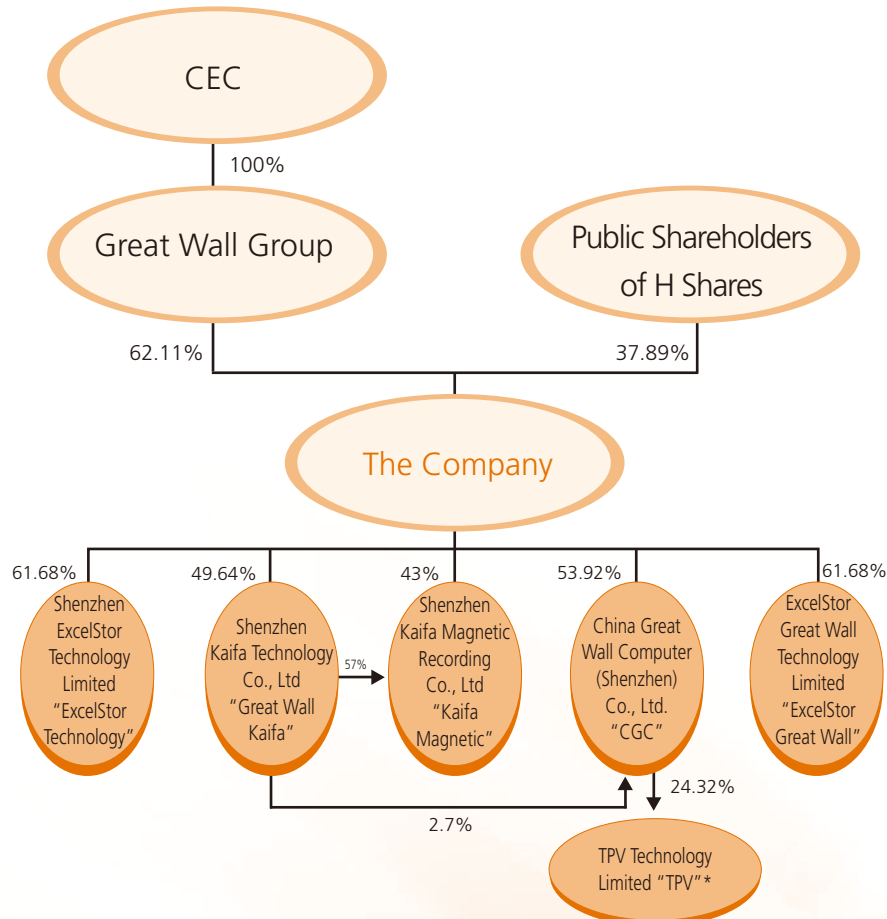 CEC
100%
Great Wall Group
Public Shareholders
of H Shares
62.11%
37.89%
The Company
61.68%
49.64%
43%
53.92%
61.68%
Shenzhen
ExcelStor
Technology
Limited
“ExcelStor
Technology”
Shenzhen
Kaifa Technology
Co., Ltd
“Great Wall
Kaifa”
57%
Shenzhen
Kaifa Magnetic
Recording
Co., Ltd
“Kaifa
Magnetic”
China Great
Wall Computer
(Shenzhen)
Co., Ltd.
“CGC”
ExcelStor
Great Wall
Technology
Limited
“ExcelStor
Great Wall”
2.7%
24.32%
TPV Technology
Limited “TPV”*